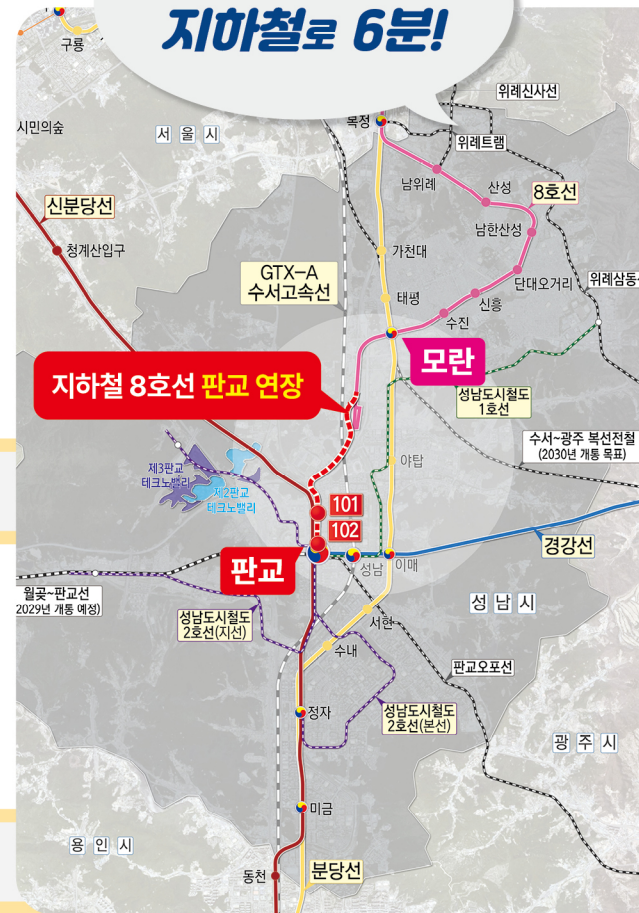 지하철로 6분!
구룡
위례신사선
시민의숲
서울시
복정
위례트램
남위례
산성
8호선
신분당선
남한산성
청계산입구
가천대
GTX-A
수서고속선
단대오거리
위례삼동
태평
신흥
수진
모란
지하철 8호선 판교 연장
성남도시철도
1호선
수서~광주 복선전철
(2030년 개통 목표)
야탑
제3판교
테크노밸리
제2판교
테크노밸리
101
102
경강선
판교
성남
이매
월곶~판교선
2029년 개통 예정)
성남시
성남도시철도
2호선(지선)
서현
수내
판교오포선
정자
성남도시철도
2호선(본선)
광주시
미금
용인시
분당선
동천